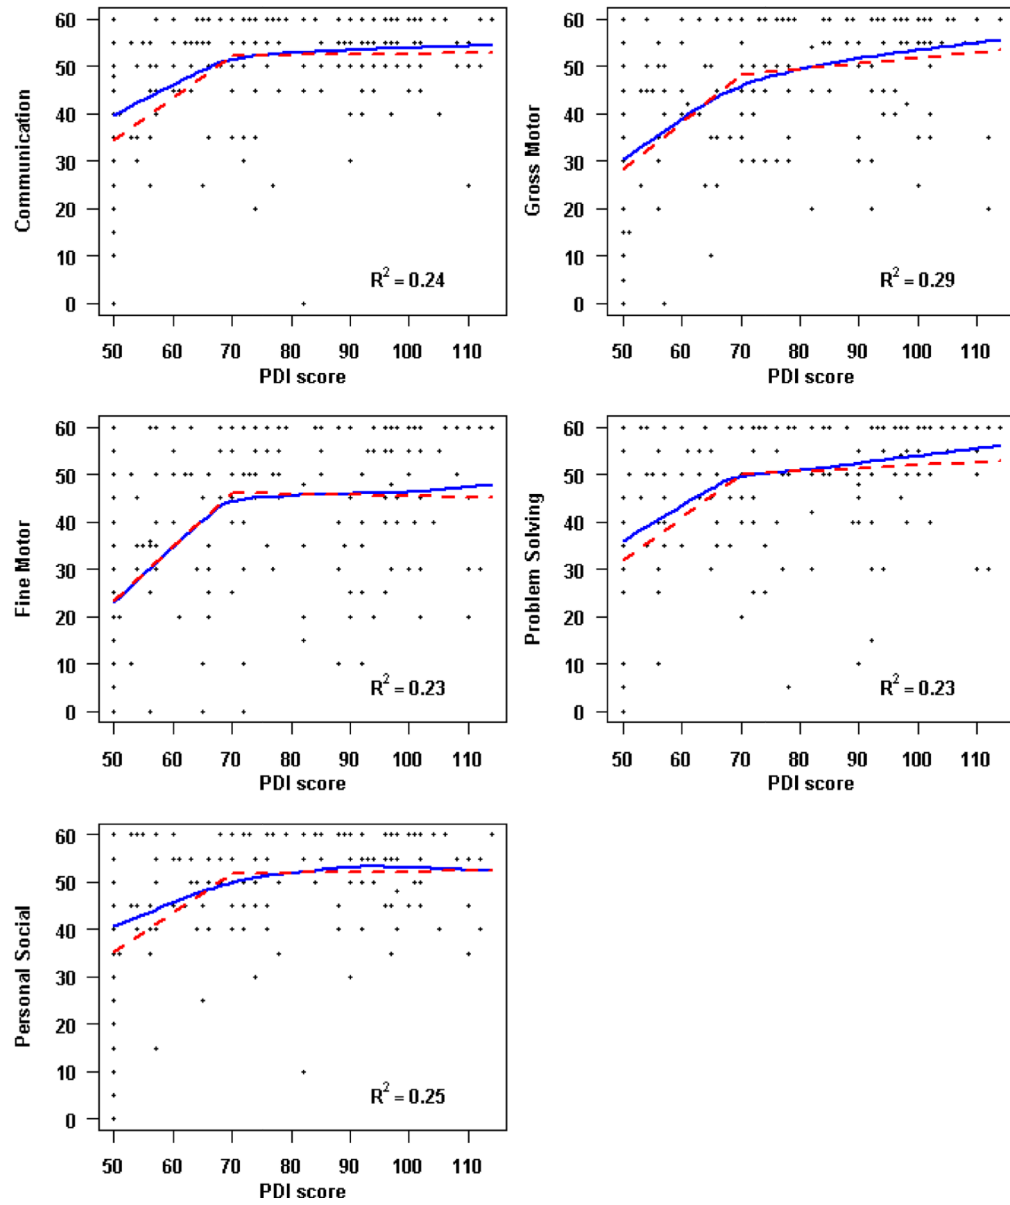 60
50
40
30
20
10
0
Communication
R² = 0.24
50 60 70 80 90 100 110
PDI score
60
50
40
30
20
10
0
Gross Motor
R² = 0.29
50 60 70 80 90 100 110
PDI score
60
50
40
30
20
10
0
Fine Motor
R² = 0.23
50 60 70 80 90 100 110
PDI score
60
50
40
30
20
10
0
Problem Solving
R² = 0.23
50 60 70 80 90 100 110
PDI score
60
50
40
30
20
10
0
Personal Social
R² = 0.25
50 60 70 80 90 100 110
PDI score